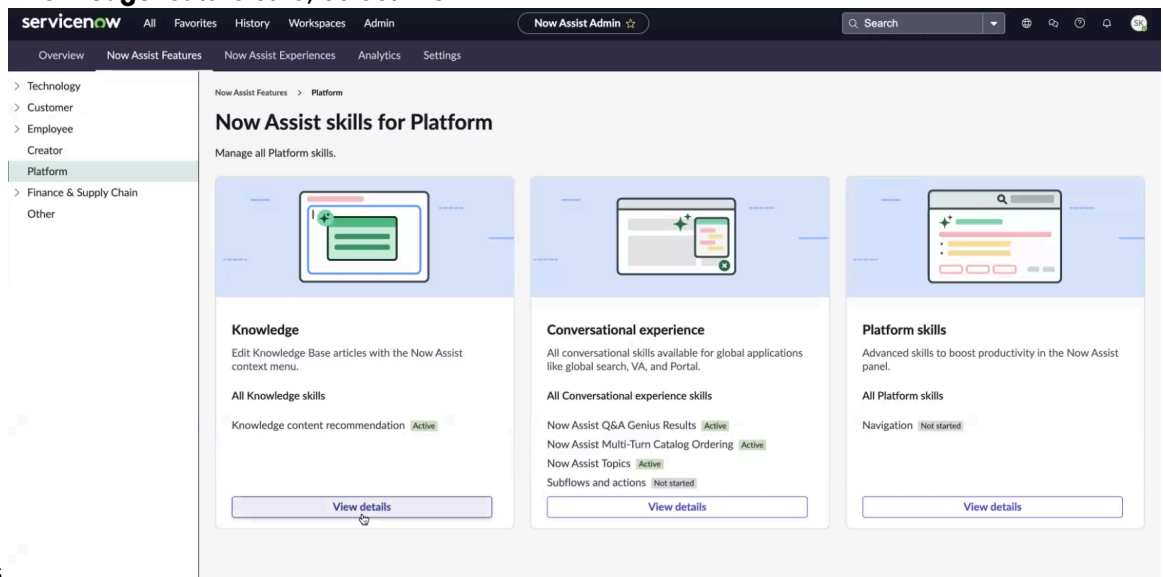 servicenow All Favorites History Workspaces Admin Now Assist Admin Search SK
Overview Now Assist Features Now Assist Experiences Analytics Settings
Technology
Customer
Employee
Creator
Platform
Finance & Supply Chain
Other
Now Assist Features > Platform
Now Assist skills for Platform
Manage all Platform skills.
Knowledge
Edit Knowledge Base articles with the Now Assist
context menu.
All Knowledge skills
Knowledge content recommendation Active
View details
Conversational experience
All conversational skills available for global applications
like global search, VA, and Portal.
All Conversational experience skills
Now Assist Q&A Genius Results Active
Now Assist Multi-Turn Catalog Ordering Active
Now Assist Topics Active
Subflows and actions Not started
View details
Platform skills
Advanced skills to boost productivity in the Now Assist
panel.
All Platform skills
Navigation Not started
View details